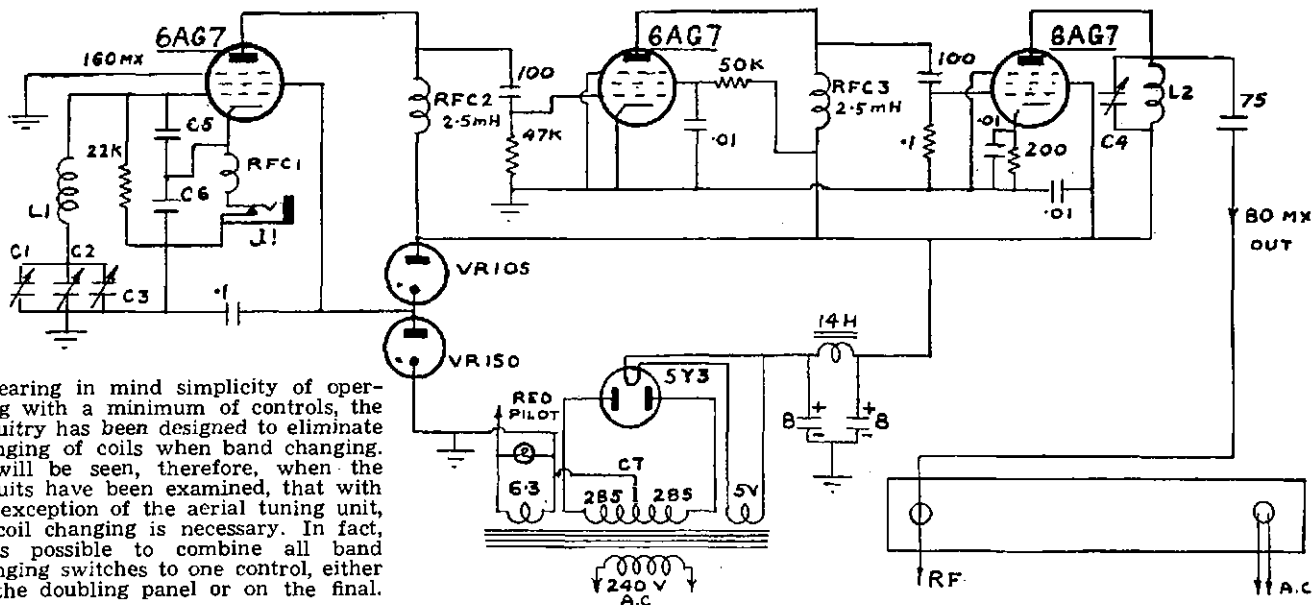 6AG7
6AG7
6AG7
160MX
C5
22K
RFC1
L1
C6
J1
C1
C2
C3
.1
RFC2
2.5mH
100
47K
50K
.01
RFC3
2.5mH
100
.1
.01
200
.01
C4
L2
75
80 MX
OUT
VR105
VR150
14H
5Y3
8
+
-
+
8
-
RED
PILOT
6.3
CT
285
285
5V
240 V
A.C
RF
A.C
earing in mind simplicity of oper-
g with a minimum of controls, the
uitry has been designed to eliminate
nging of coils when band changing.
will be seen, therefore, when the
uits have been examined, that with
exception of the aerial tuning unit,
coil changing is necessary. In fact,
s possible to combine all band
nging switches to one control, either
the doubling panel or on the final.